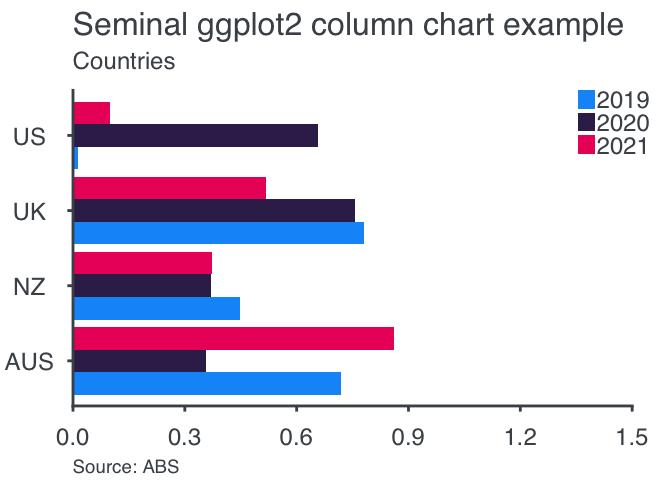 Seminal ggplot2 column chart example
Countries
2019
2020
2021
US
UK
NZ
AUS
0.0 0.3 0.6 0.9 1.2 1.5
Source: ABS